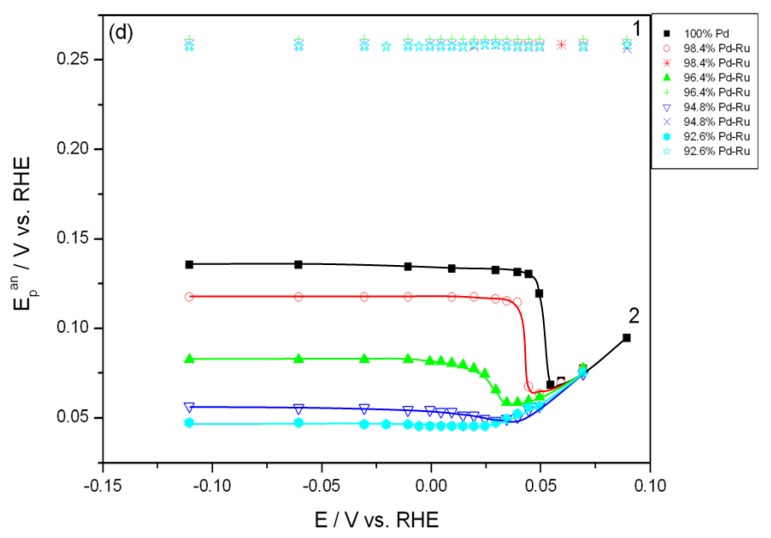 (d)
1
100% Pd
98.4% Pd-Ru
98.4% Pd-Ru
96.4% Pd-Ru
96.4% Pd-Ru
94.8% Pd-Ru
94.8% Pd-Ru
92.6% Pd-Ru
92.6% Pd-Ru
0.25
0.20
0.15
0.10
0.05
E_p^an / V vs. RHE
2
-0.15
-0.10
-0.05
0.00
0.05
0.10
E / V vs. RHE